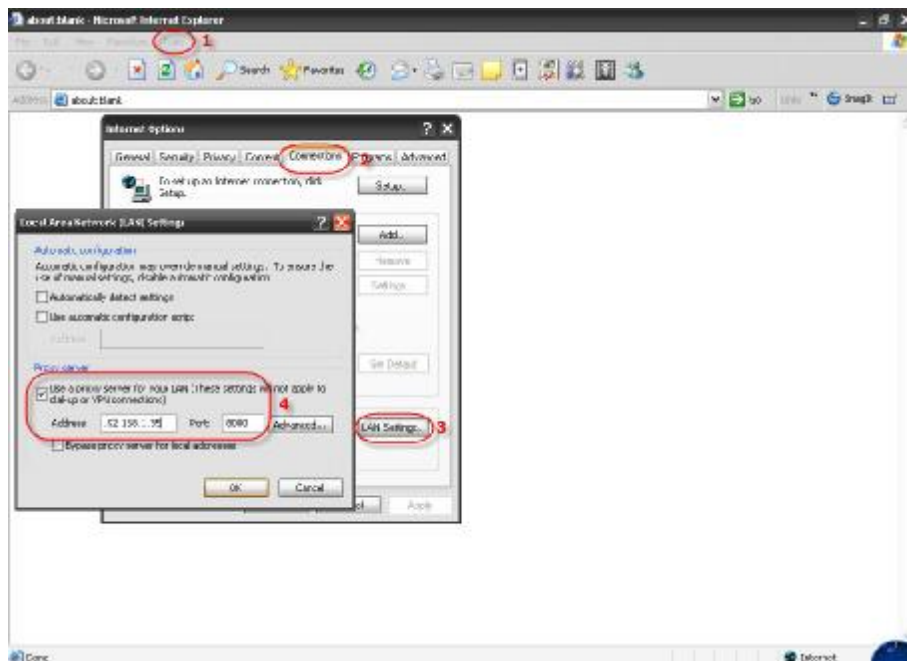 about:blank - Microsoft Internet Explorer
1
Search Favorites
Address about:blank Go SnagIt
Internet Options
General Security Privacy Content Connections Programs Advanced
2
To set up an Internet connection, click
Setup.
Setup...
Local Area Network (LAN) Settings
Add...
Automatic configuration
Automatic configuration may override manual settings. To ensure the
use of manual settings, disable automatic configuration.
Remove
Settings
Automatically detect settings
Use automatic configuration script
Address
Set Default
Proxy server
Use a proxy server for your LAN (These settings will not apply to
dial-up or VPN connections)
4
Address Port: Advanced...
LAN Settings...
3
Bypass proxy server for local addresses
OK Cancel
Apply
Done
Internet